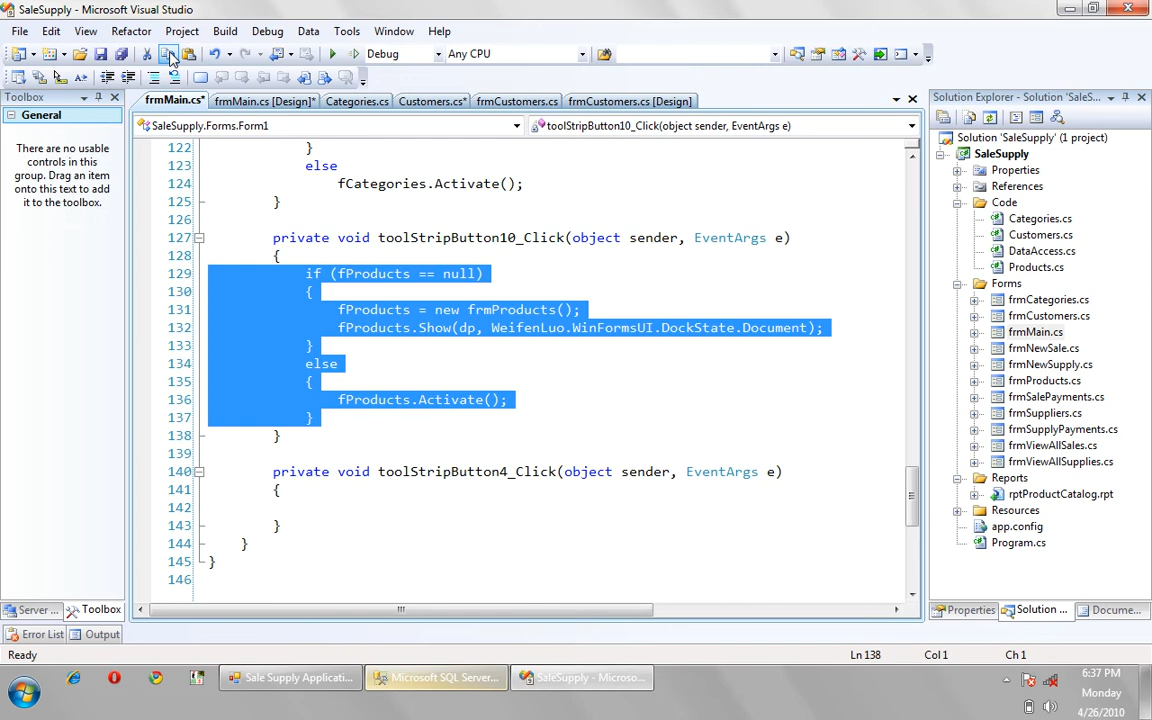 SaleSupply - Microsoft Visual Studio
File Edit View Refactor Project Build Debug Data Tools Window Help
Debug Any CPU
Toolbox
General
There are no usable
controls in this
group. Drag an item
onto this text to add
it to the toolbox.
frmMain.cs* frmMain.cs [Design]* Categories.cs Customers.cs* frmCustomers.cs frmCustomers.cs [Design]
SaleSupply.Forms.Form1 toolStripButton10_Click(object sender, EventArgs e)
122 }
123 else
124 fCategories.Activate();
125 }
126
127 private void toolStripButton10_Click(object sender, EventArgs e)
128 {
129 if (fProducts == null)
130 {
131 fProducts = new frmProducts();
132 fProducts.Show(dp, WeifenLuo.WinFormsUI.DockState.Document);
133 }
134 else
135 {
136 fProducts.Activate();
137 }
138 }
139
140 private void toolStripButton4_Click(object sender, EventArgs e)
141 {
142
143 }
144 }
145 }
146
Solution Explorer - Solution 'SaleS...
Solution 'SaleSupply' (1 project)
SaleSupply
Properties
References
Code
Categories.cs
Customers.cs
DataAccess.cs
Products.cs
Forms
frmCategories.cs
frmCustomers.cs
frmMain.cs
frmNewSale.cs
frmNewSupply.cs
frmProducts.cs
frmSalePayments.cs
frmSuppliers.cs
frmSupplyPayments.cs
frmViewAllSales.cs
frmViewAllSupplies.cs
Reports
rptProductCatalog.rpt
Resources
app.config
Program.cs
Server ... Toolbox
Properties Solution ... Docume...
Error List Output
Ready Ln 138 Col 1 Ch 1
Sale Supply Applicati... Microsoft SQL Server... SaleSupply - Microso...
6:37 PM
Monday
4/26/2010